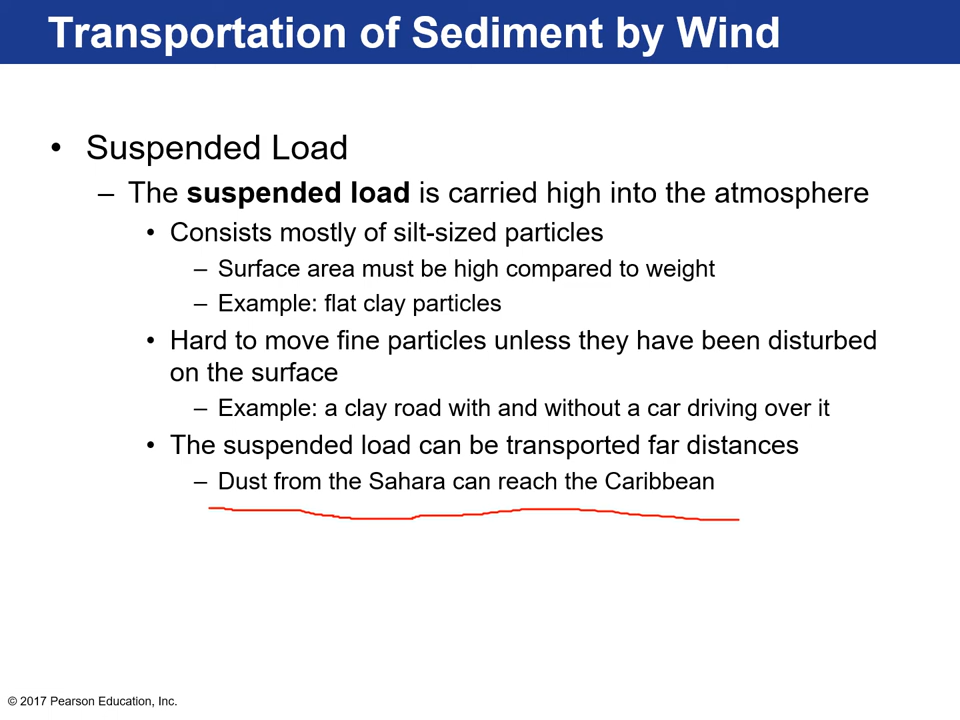 Transportation of Sediment by Wind
• Suspended Load
– The suspended load is carried high into the atmosphere
• Consists mostly of silt-sized particles
– Surface area must be high compared to weight
– Example: flat clay particles
• Hard to move fine particles unless they have been disturbed
on the surface
– Example: a clay road with and without a car driving over it
• The suspended load can be transported far distances
– Dust from the Sahara can reach the Caribbean
© 2017 Pearson Education, Inc.